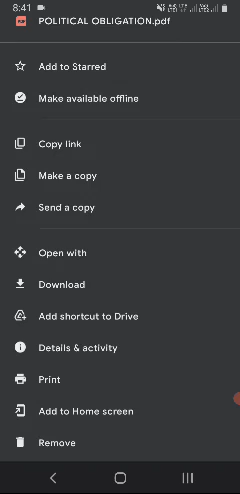 8:41
POLITICAL OBLIGATION.pdf
Add to Starred
Make available offline
Copy link
Make a copy
Send a copy
Open with
Download
Add shortcut to Drive
Details & activity
Print
Add to Home screen
Remove